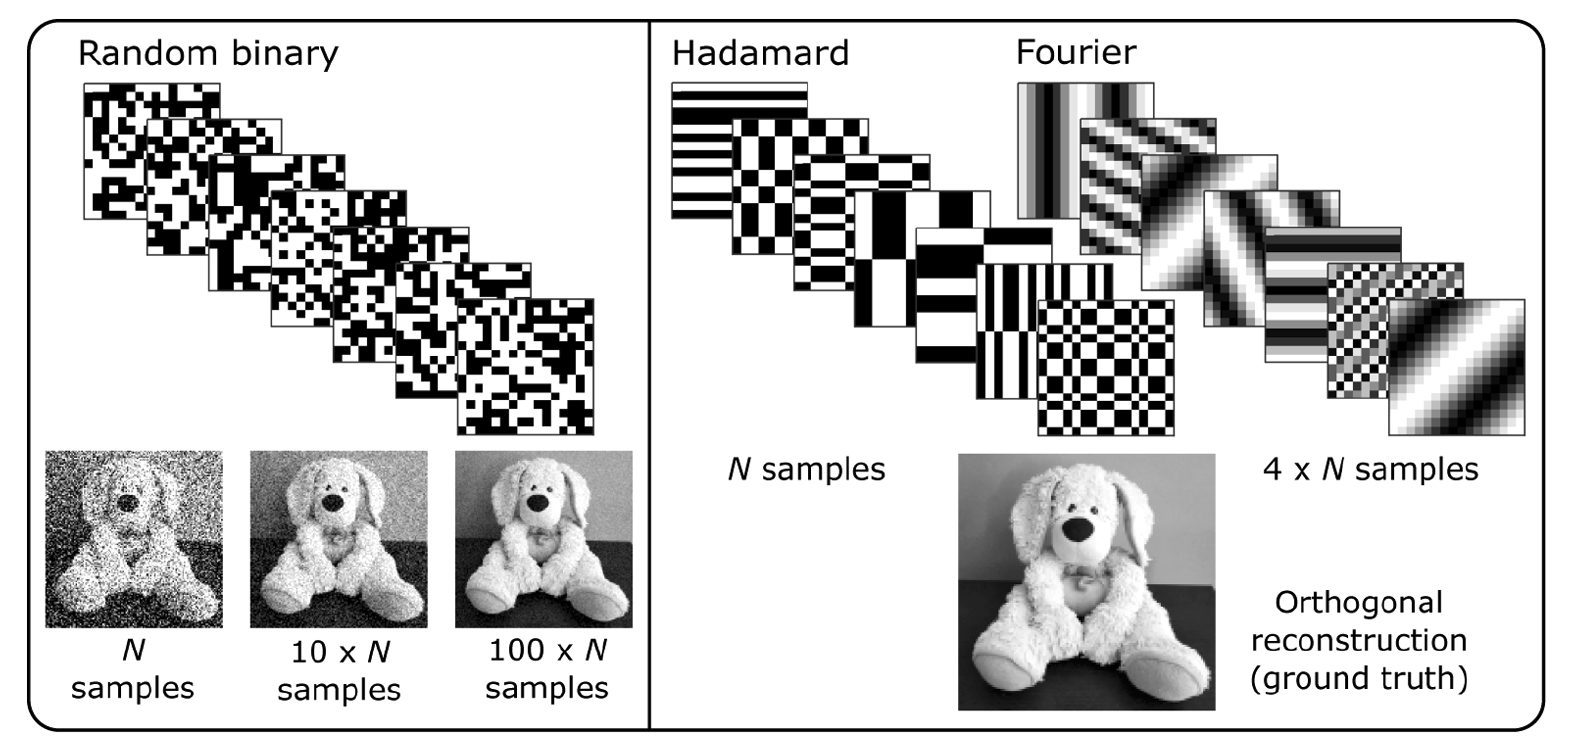 Random binary
Hadamard
Fourier
N
samples
10 x N
samples
100 x N
samples
N samples
4 x N samples
Orthogonal
reconstruction
(ground truth)